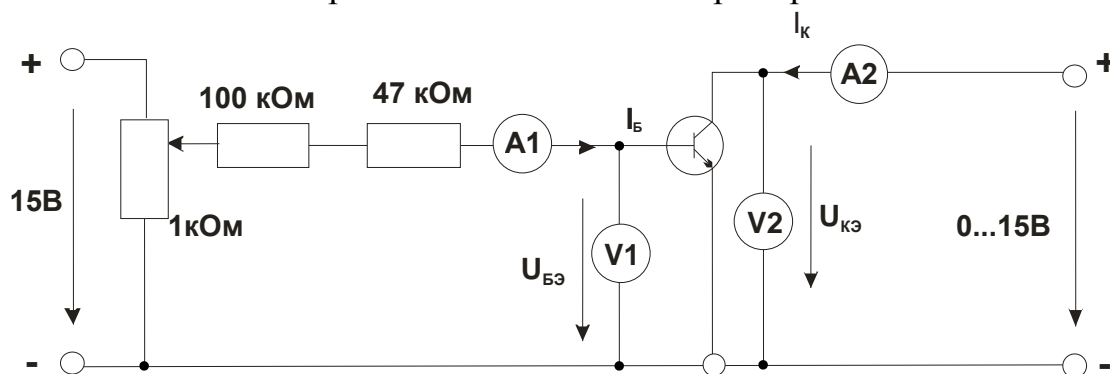 +
100 кОм
47 кОм
A1
Iб
Iк
A2
+
15В
1кОм
UБЭ
V1
V2
UКЭ
0...15В
-
-